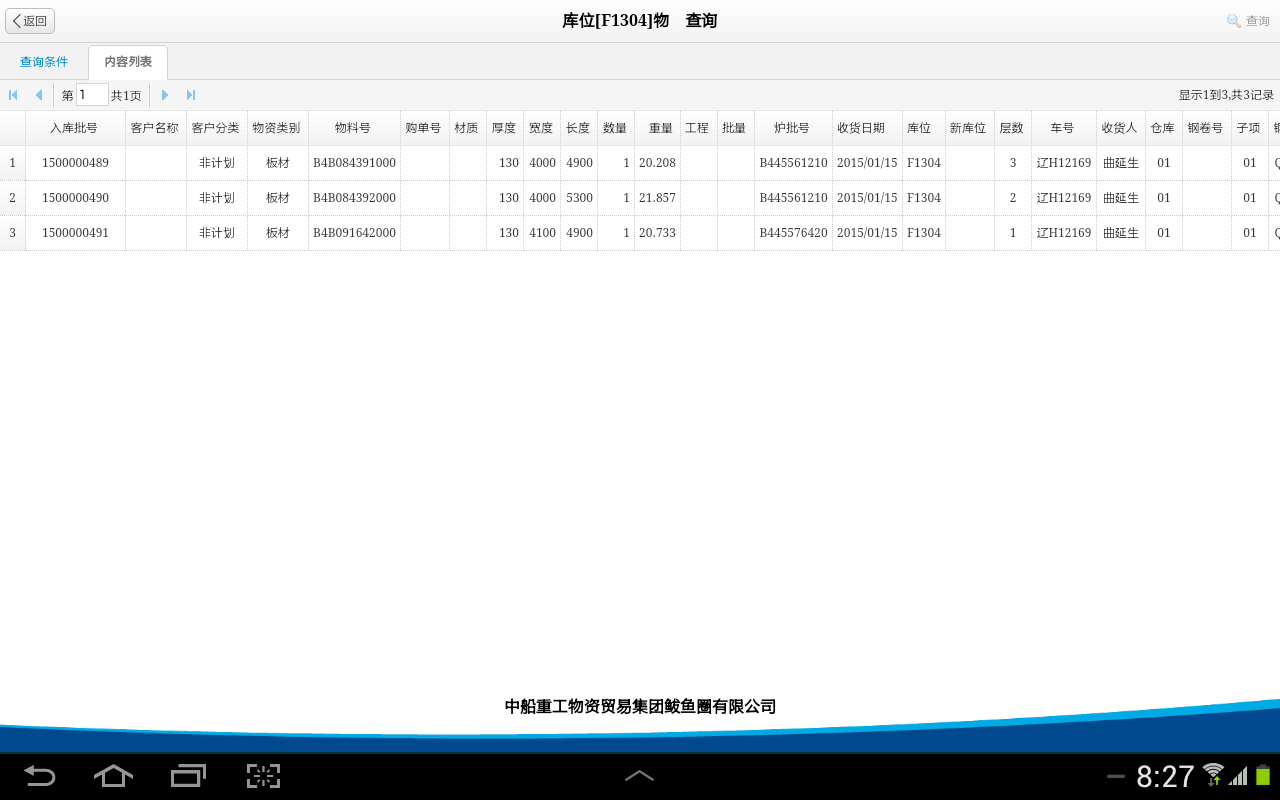 返回 库位[F1304]物 查询 查询
查询条件 内容列表
第 1 共1页 显示1到3,共3记录
入库批号 客户名称 客户分类 物资类别 物料号 购单号 材质 厚度 宽度 长度 数量 重量 工程 批量 炉批号 收货日期 库位 新库位 层数 车号 收货人 仓库 钢卷号 子项
1 1500000489 非计划 板材 B4B084391000 130 4000 4900 1 20.208 B445561210 2015/01/15 F1304 3 辽H12169 曲延生 01 01
2 1500000490 非计划 板材 B4B084392000 130 4000 5300 1 21.857 B445561210 2015/01/15 F1304 2 辽H12169 曲延生 01 01
3 1500000491 非计划 板材 B4B091642000 130 4100 4900 1 20.733 B445576420 2015/01/15 F1304 1 辽H12169 曲延生 01 01
中船重工物资贸易集团鲅鱼圈有限公司
8:27